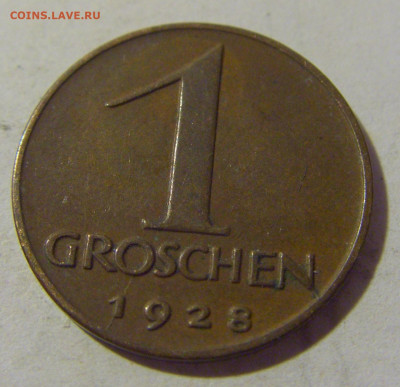 COINS.LAVE.RU
1
GROSCHEN
1928